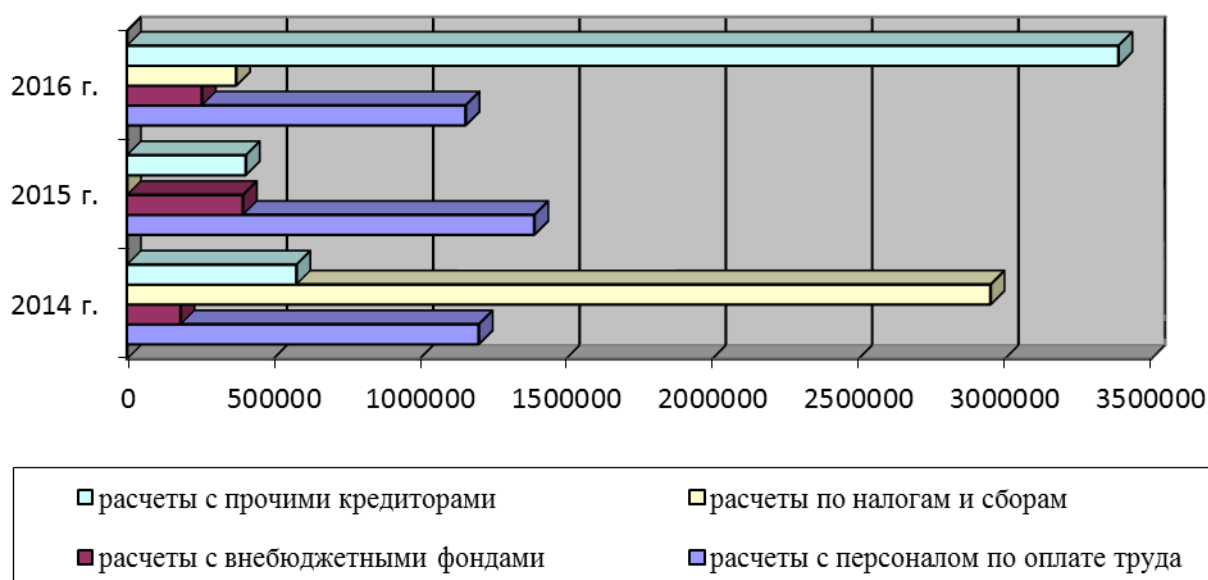 2016 г.
2015 г.
2014 г.
0 500000 1000000 1500000 2000000 2500000 3000000 3500000
расчеты с прочими кредиторами расчеты по налогам и сборам
расчеты с внебюджетными фондами расчеты с персоналом по оплате труда